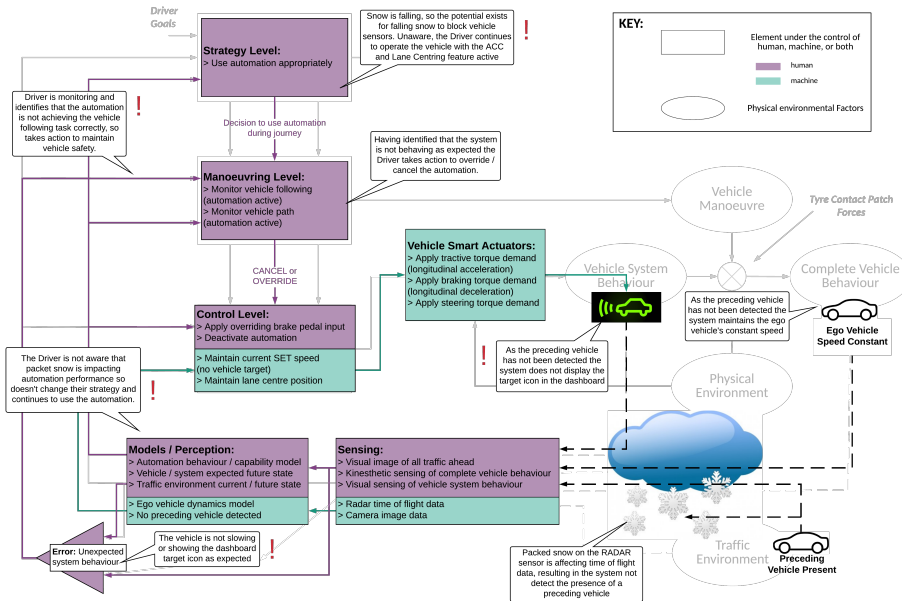 Driver
Goals
Strategy Level:
> Use automation appropriately
Snow is falling, so the potential exists
for falling snow to block vehicle
sensors. Unaware, the Driver continues
to operate the vehicle with the ACC
and Lane Centring feature active
!
KEY:
Element under the control of
human, machine, or both
human
machine
Physical environmental Factors
Driver is monitoring and
identifies that the automation
is not achieving the vehicle
following task correctly, so
takes action to maintain
vehicle safety.
!
Decision to use automation
during journey
Having identified that the system
is not behaving as expected the
Driver takes action to override /
cancel the automation.
Manoeuvring Level:
> Monitor vehicle following
(automation active)
> Monitor vehicle path
(automation active)
Vehicle
Manoeuvre
Tyre Contact Patch
Forces
Vehicle Smart Actuators:
> Apply tractive torque demand
(longitudinal acceleration)
> Apply braking torque demand
(longitudinal deceleration)
> Apply steering torque demand
Vehicle System
Behaviour
Complete Vehicle
Behaviour
CANCEL or
OVERRIDE
As the preceding vehicle
has not been detected the
system maintains the ego
vehicle's constant speed
Ego Vehicle
Speed Constant
Control Level:
> Apply overriding brake pedal input
> Deactivate automation
> Maintain current SET speed
(no vehicle target)
> Maintain lane centre position
!
As the preceding vehicle
has not been detected the
system does not display the
target icon in the dashboard
Physical
Environment
The Driver is not aware that
packet snow is impacting
automation performance so
doesn't change their strategy and
continues to use the automation.
!
Models / Perception:
> Automation behaviour / capability model
> Vehicle / system expected future state
> Traffic environment current / future state
> Ego vehicle dynamics model
> No preceding vehicle detected
Sensing:
> Visual image of all traffic ahead
> Kinesthetic sensing of complete vehicle behaviour
> Visual sensing of vehicle system behaviour
> Radar time of flight data
> Camera image data
Error: Unexpected
system behaviour
The vehicle is not slowing
or showing the dashboard
target icon as expected
!
Packed snow on the RADAR
sensor is affecting time of flight
data, resulting in the system not
detect the presence of a
preceding vehicle
Traffic
Environment
Preceding
Vehicle Present